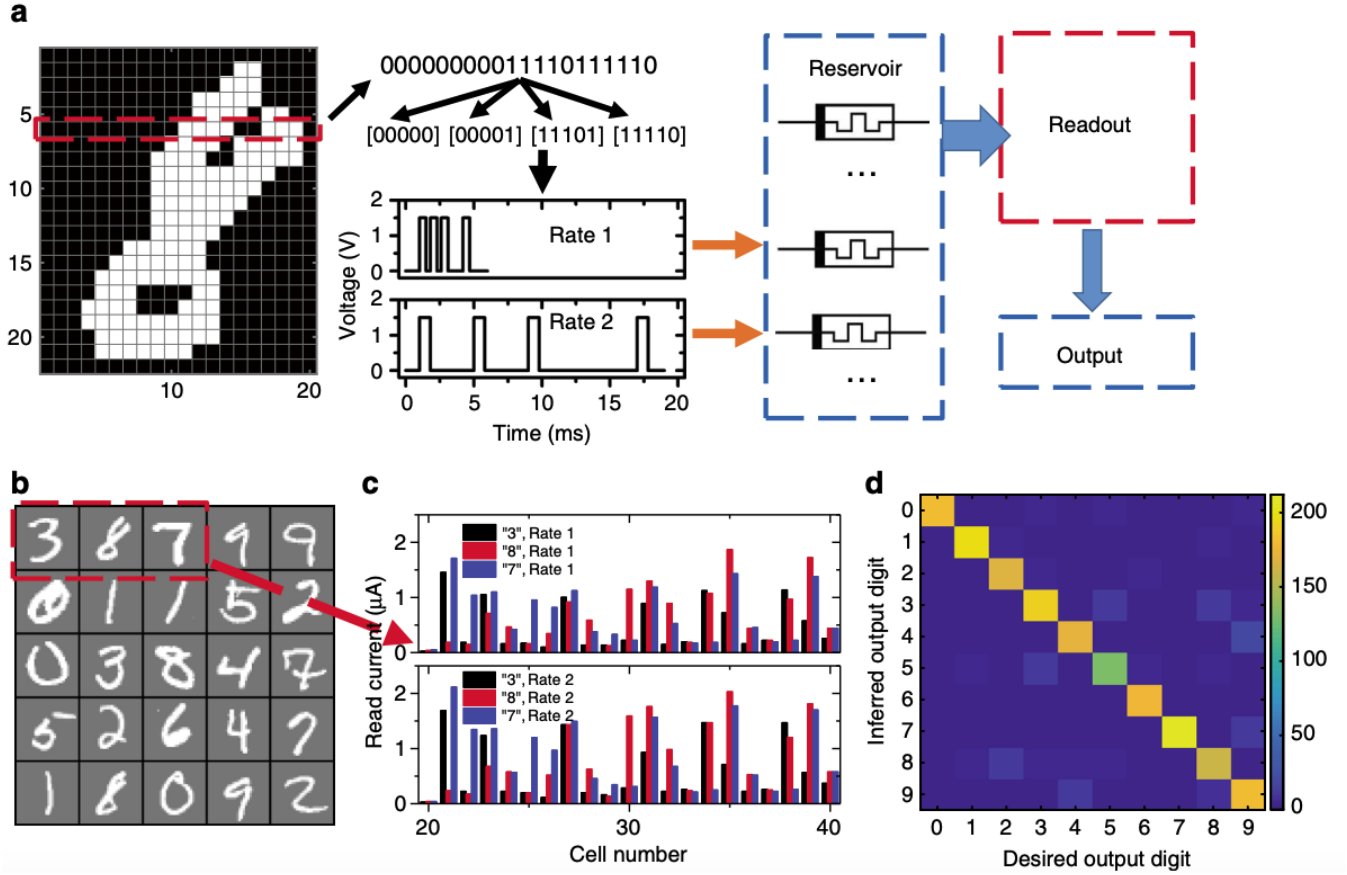 a
00000000001111011110
[00000] [00001] [11101] [11110]
5
10
15
20
10
20
Voltage (V)
2
1
0
Rate 1
2
1
0
Rate 2
0 5 10 15 20
Time (ms)
Reservoir
...
...
Readout
Output
b
3 8 7 9 9
0 1 1 5 2
0 3 8 4 7
5 2 6 4 7
1 8 0 9 2
c
Read current (μA)
2
1
0
"3", Rate 1
"8", Rate 1
"7", Rate 1
2
1
0
"3", Rate 2
"8", Rate 2
"7", Rate 2
20 30 40
Cell number
d
Inferred output digit
0
1
2
3
4
5
6
7
8
9
0 1 2 3 4 5 6 7 8 9
Desired output digit
200
150
100
50
0